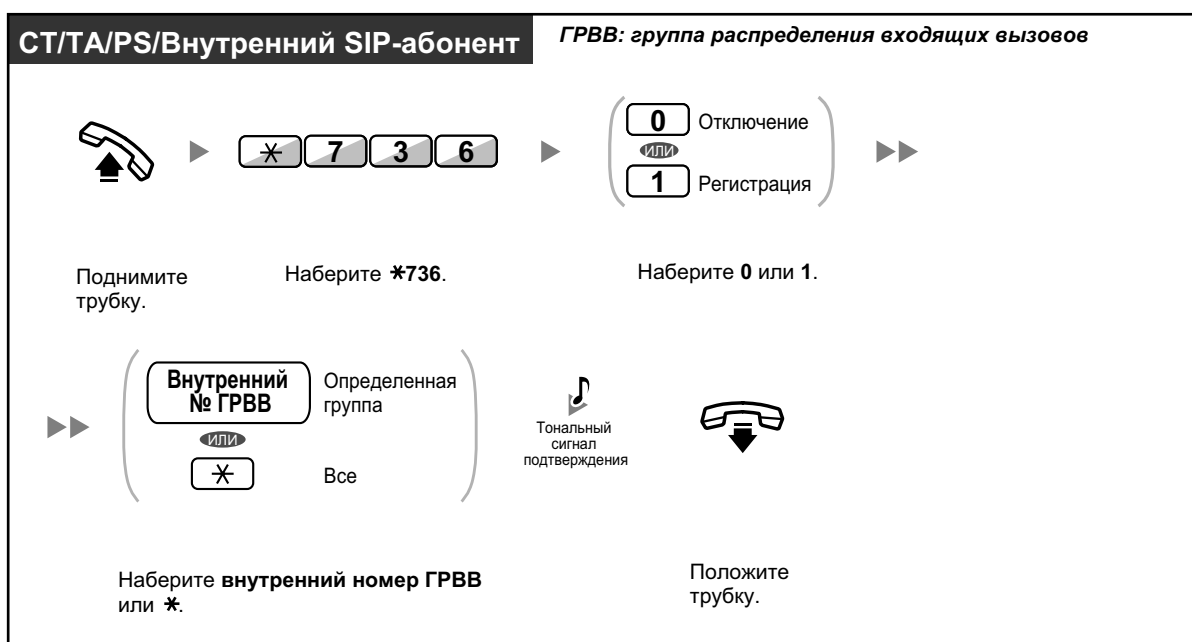 СТ/ТА/PS/Внутренний SIP-абонент
ГРВВ: группа распределения входящих вызовов
* 7 3 6
0 Отключение
ИЛИ
1 Регистрация
Поднимите
трубку.
Наберите *736.
Наберите 0 или 1.
Внутренний
№ ГРВВ
Определенная
группа
ИЛИ
* Все
Тональный
сигнал
подтверждения
Наберите внутренний номер ГРВВ
или *.
Положите
трубку.